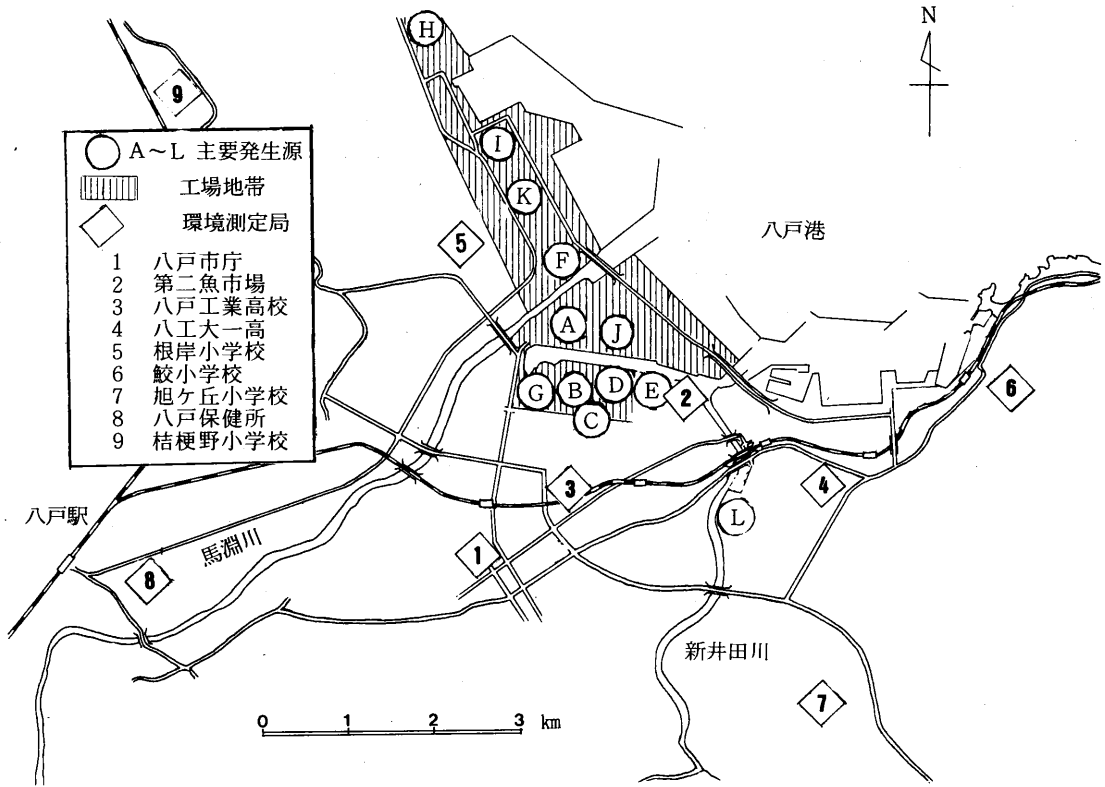 N
H
9
A～L 主要発生源
工場地帯
環境測定局
1 八戸市庁
2 第二魚市場
3 八戸工業高校
4 八工大一高
5 根岸小学校
6 鮫小学校
7 旭ケ丘小学校
8 八戸保健所
9 桔梗野小学校
I
K
5
F
八戸港
A
J
G
B
D
E
2
C
6
3
4
八戸駅
L
馬淵川
1
8
新井田川
7
0 1 2 3 km